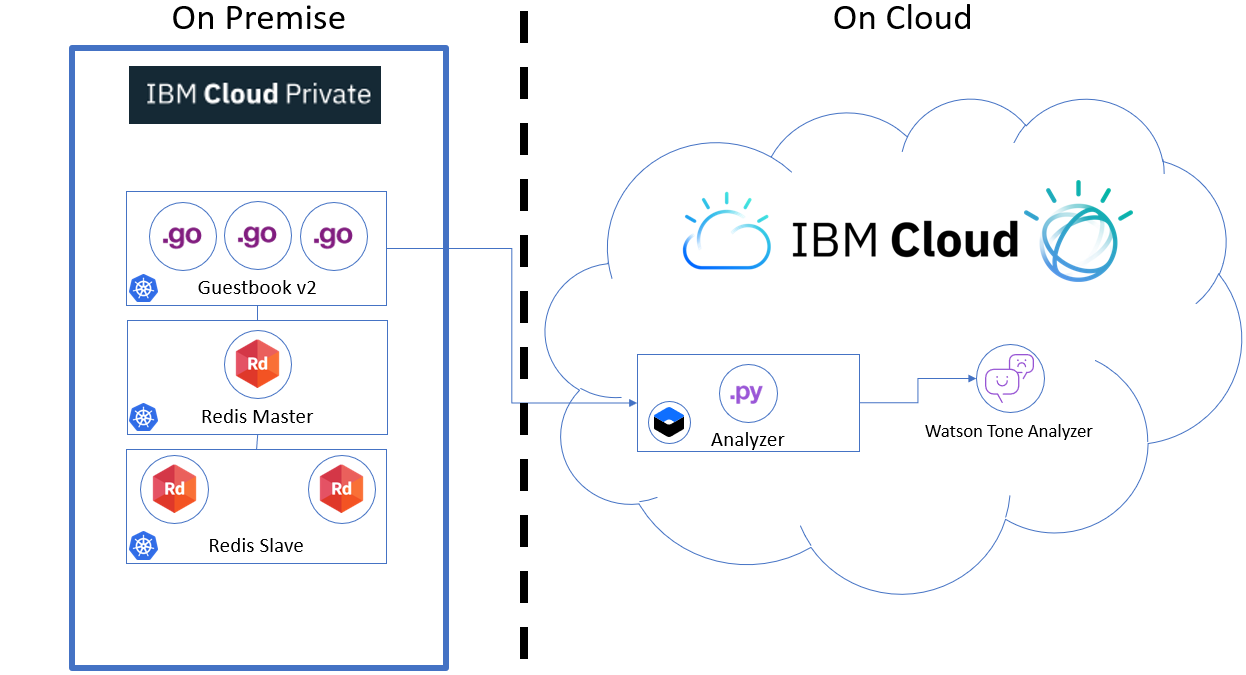 On Premise
On Cloud
IBM Cloud Private
.go .go .go
Guestbook v2
Rd
Redis Master
Rd Rd
Redis Slave
IBM Cloud
.py
Analyzer
Watson Tone Analyzer